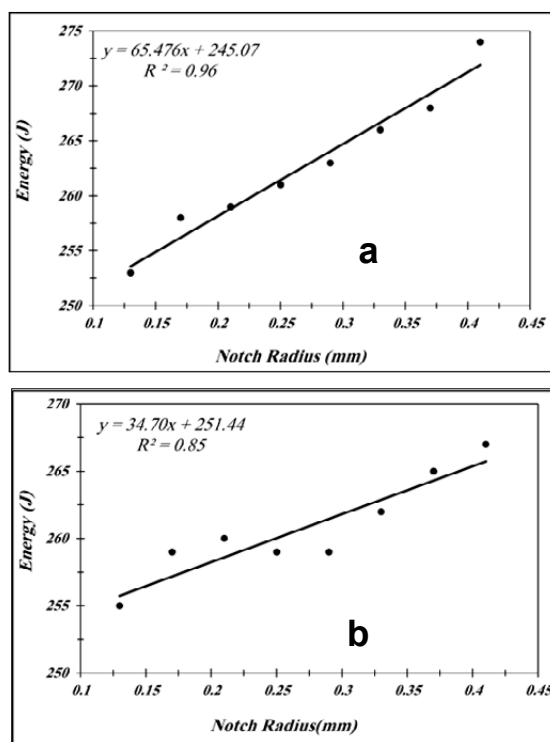 275
y = 65.476x + 245.07
R² = 0.96
270
265
260
255
250
Energy (J)
a
0.1 0.15 0.2 0.25 0.3 0.35 0.4 0.45
Notch Radius (mm)
270
y = 34.70x + 251.44
R² = 0.85
265
260
255
250
Energy (J)
b
0.1 0.15 0.2 0.25 0.3 0.35 0.4 0.45
Notch Radius(mm)